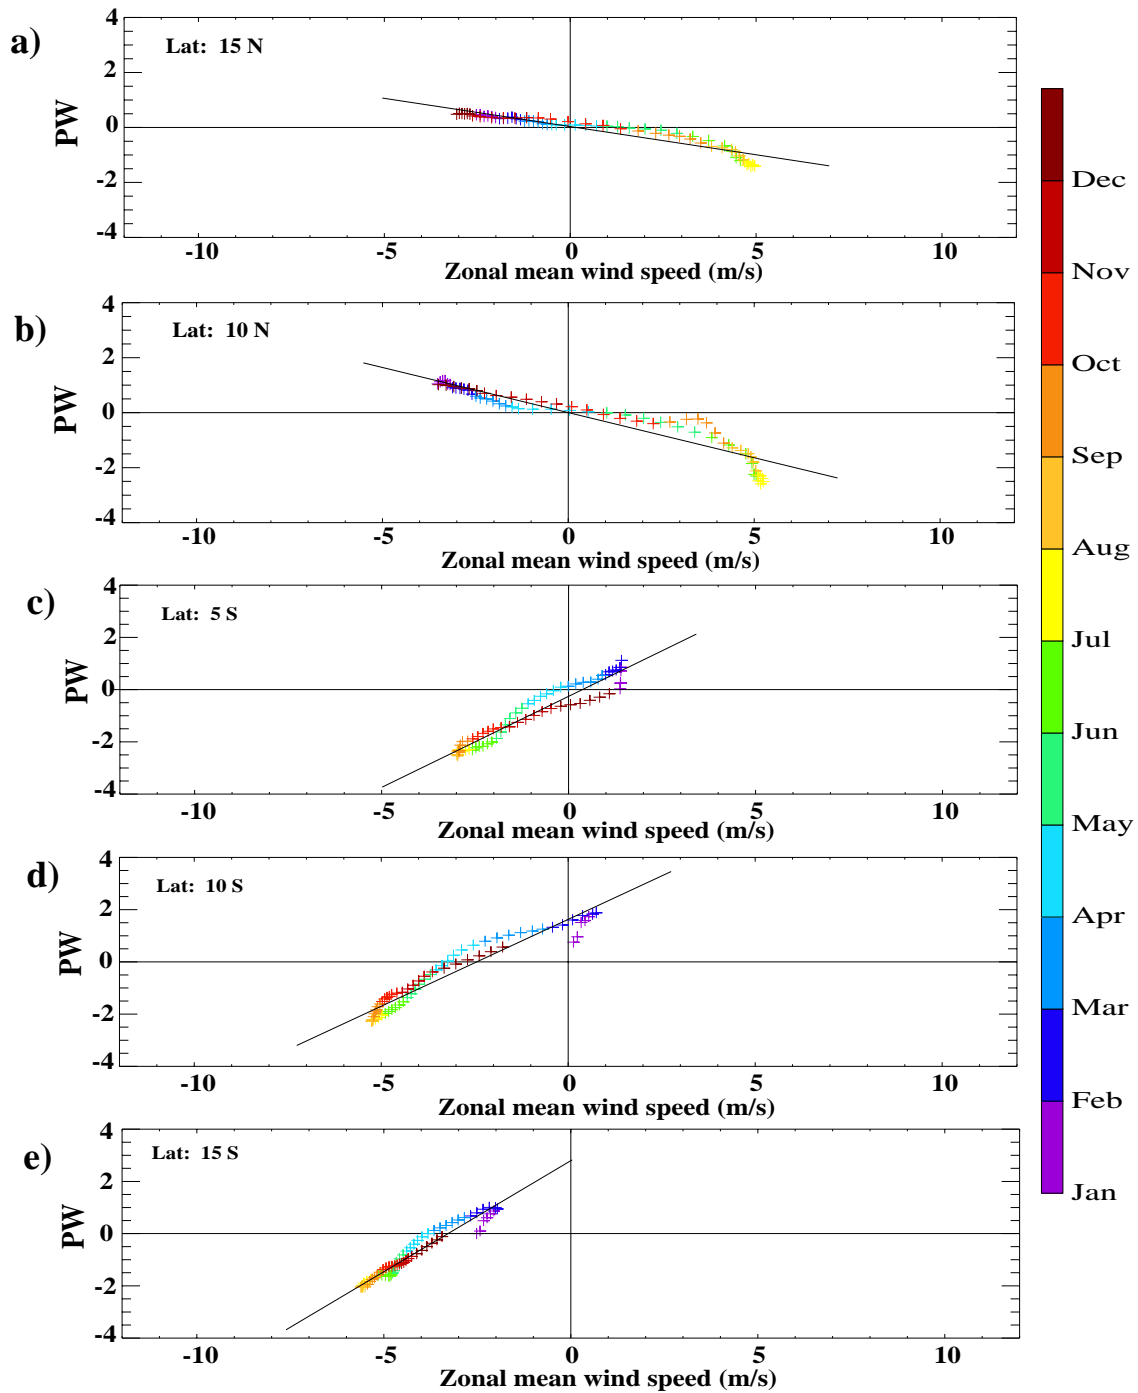 a)
Lat: 15 N
PW
4
2
0
-2
-4
-10
-5
0
5
10
Zonal mean wind speed (m/s)
b)
Lat: 10 N
PW
4
2
0
-2
-4
-10
-5
0
5
10
Zonal mean wind speed (m/s)
c)
Lat: 5 S
PW
4
2
0
-2
-4
-10
-5
0
5
10
Zonal mean wind speed (m/s)
d)
Lat: 10 S
PW
4
2
0
-2
-4
-10
-5
0
5
10
Zonal mean wind speed (m/s)
e)
Lat: 15 S
PW
4
2
0
-2
-4
-10
-5
0
5
10
Zonal mean wind speed (m/s)
Dec
Nov
Oct
Sep
Aug
Jul
Jun
May
Apr
Mar
Feb
Jan